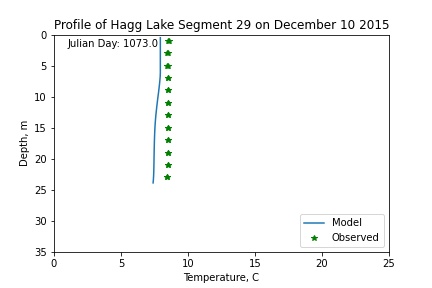 Profile of Hagg Lake Segment 29 on December 10 2015
Julian Day: 1073.0
0
5
10
15
20
25
30
35
Depth, m
Model
Observed
0 5 10 15 20 25
Temperature, C